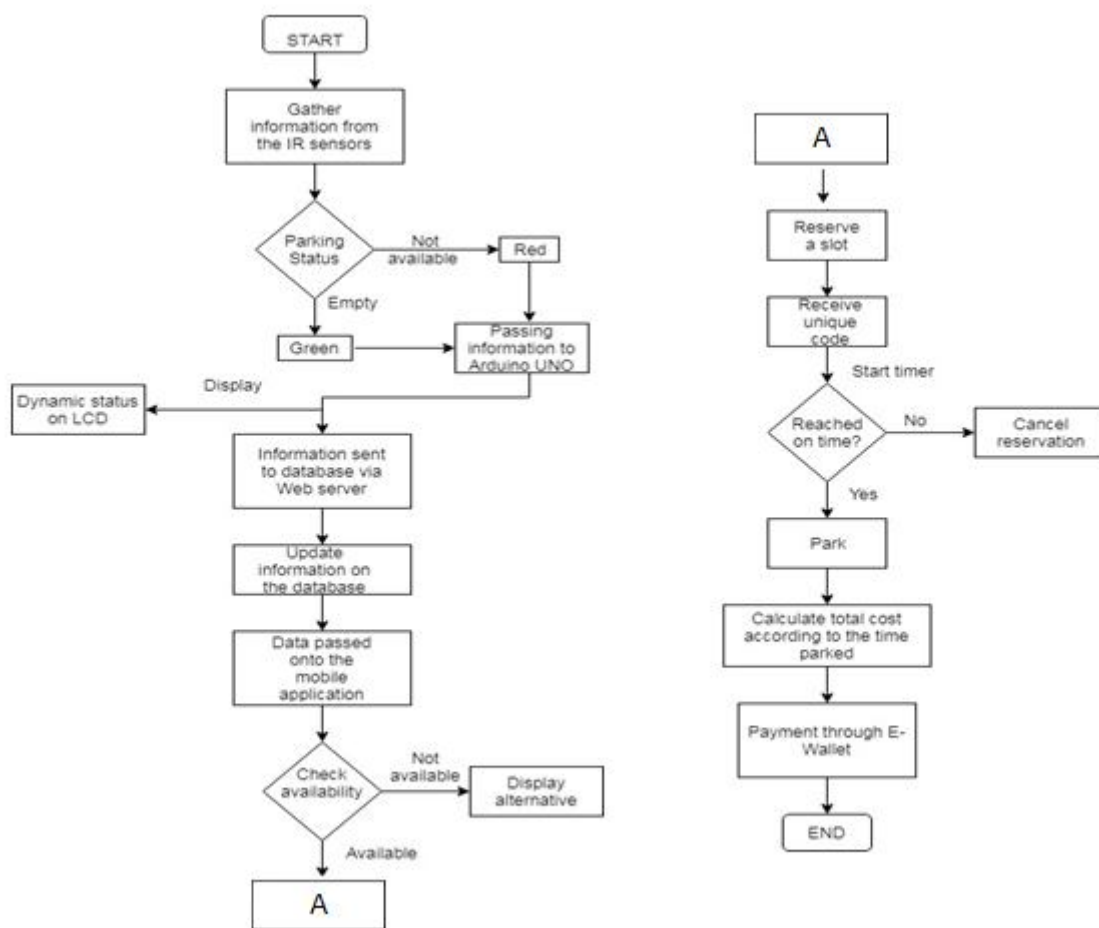 START
Gather
information from
the IR sensors
Parking
Status
Not
available
Red
Empty
Green
Passing
information to
Arduino UNO
Display
Dynamic status
on LCD
Information sent
to database via
Web server
Update
information on
the database
Data passed
onto the
mobile
application
Check
availability
Not
available
Display
alternative
Available
A
A
Reserve
a slot
Receive
unique
code
Start timer
Reached
on time?
No
Cancel
reservation
Yes
Park
Calculate total cost
according to the time
parked
Payment through E-
Wallet
END